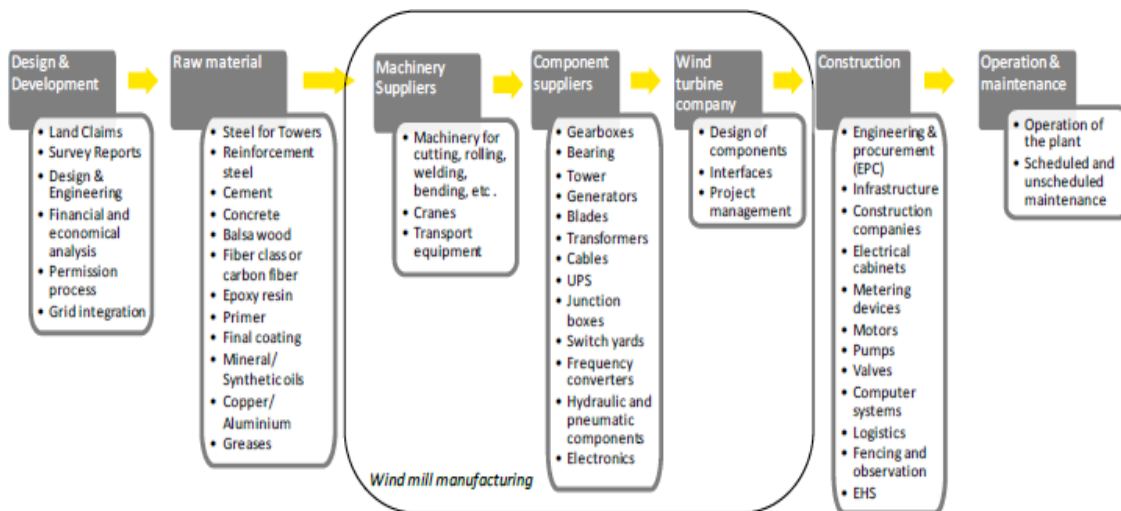 Design &
Development
• Land Claims
• Survey Reports
• Design &
Engineering
• Financial and
economical
analysis
• Permission
process
• Grid integration
Raw material
• Steel for Towers
• Reinforcement
steel
• Cement
• Concrete
• Balsa wood
• Fiber class or
carbon fiber
• Epoxy resin
• Primer
• Final coating
• Mineral/
Synthetic oils
• Copper/
Aluminium
• Greases
Machinery
Suppliers
• Machinery for
cutting, rolling,
welding,
bending, etc .
• Cranes
• Transport
equipment
Component
suppliers
• Gearboxes
• Bearing
• Tower
• Generators
• Blades
• Transformers
• Cables
• UPS
• Junction
boxes
• Switch yards
• Frequency
converters
• Hydraulic and
pneumatic
components
• Electronics
Wind
turbine
company
• Design of
components
• Interfaces
• Project
management
Wind mill manufacturing
Construction
• Engineering &
procurement
(EPC)
• Infrastructure
• Construction
companies
• Electrical
cabinets
• Metering
devices
• Motors
• Pumps
• Valves
• Computer
systems
• Logistics
• Fencing and
observation
• EHS
Operation &
maintenance
• Operation of
the plant
• Scheduled and
unscheduled
maintenance